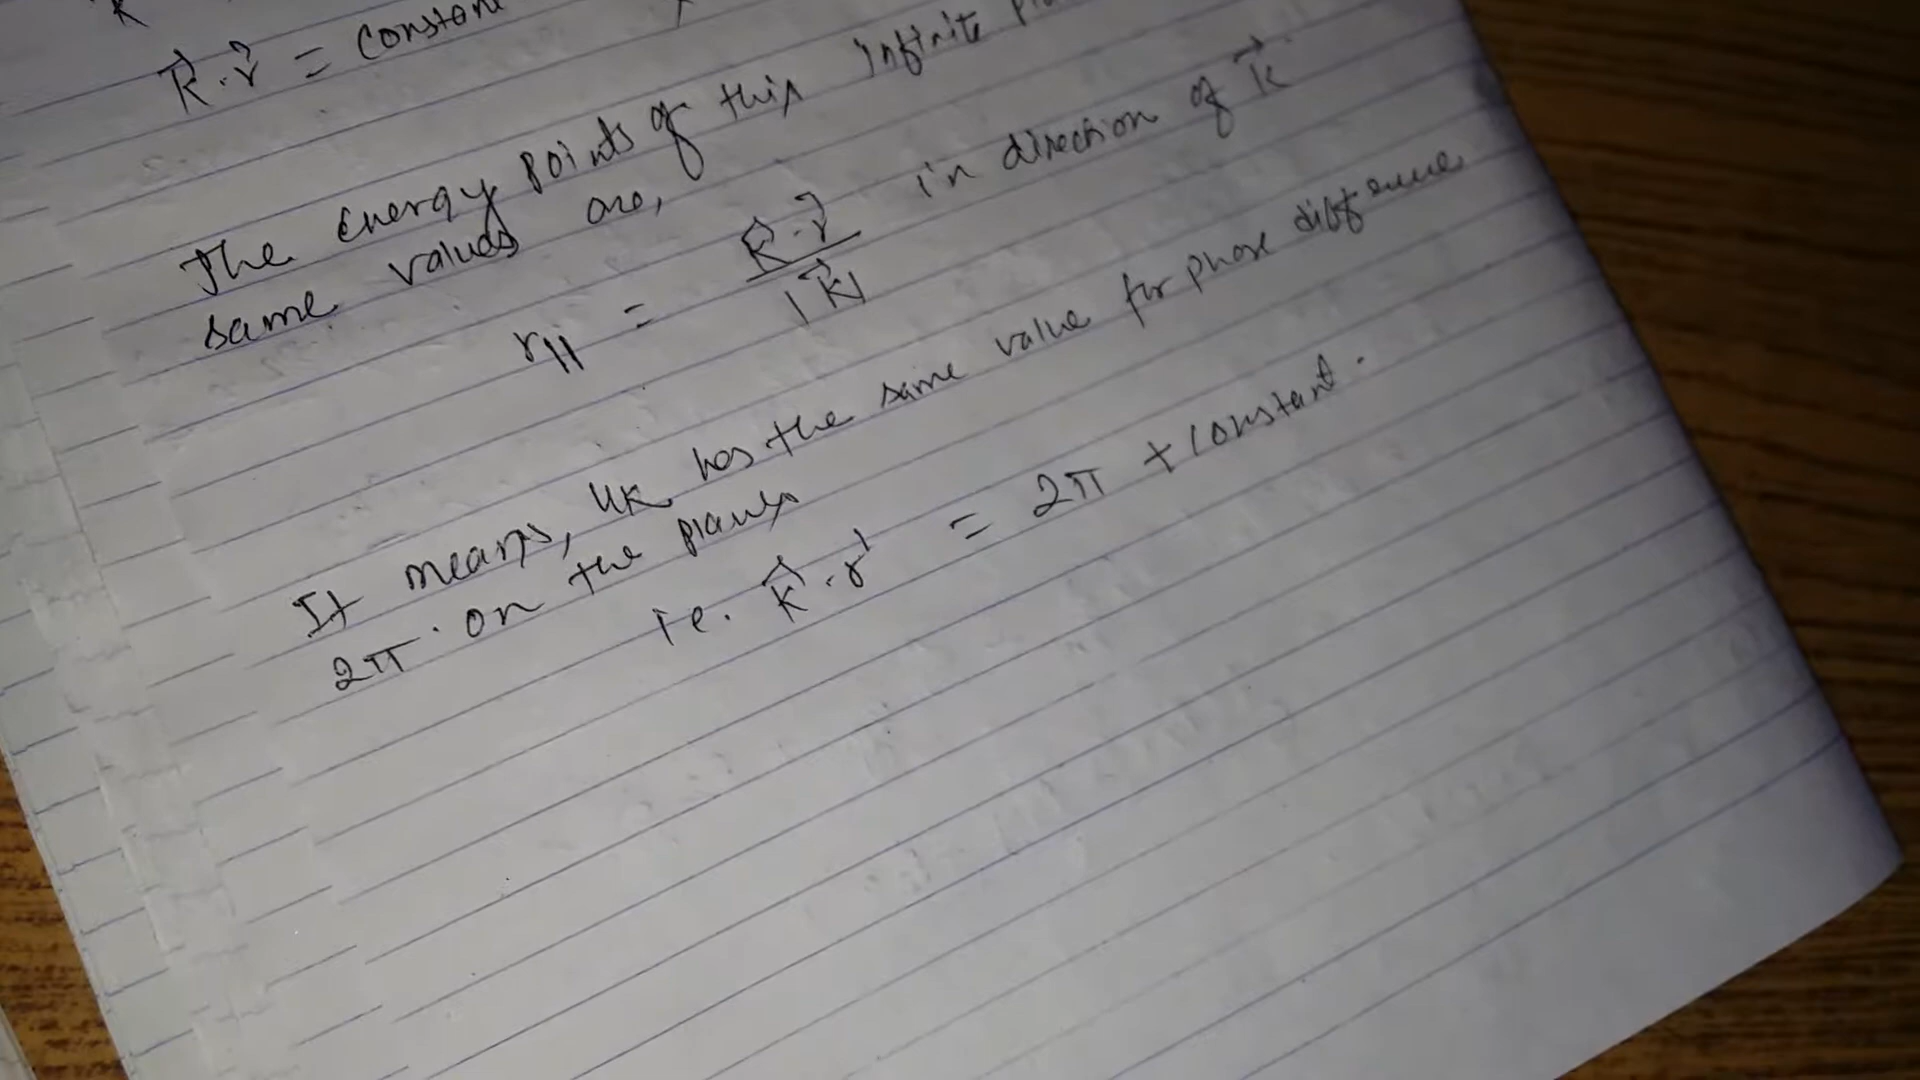 k
k⃗·r⃗ = constant
The energy points of this infinite
same values are,
r|| = k⃗·r⃗ / |k⃗| in direction of k⃗
It means, uk has the same value for phase difference
2π. on the planes
ie. k⃗·r⃗ = 2π + constant.